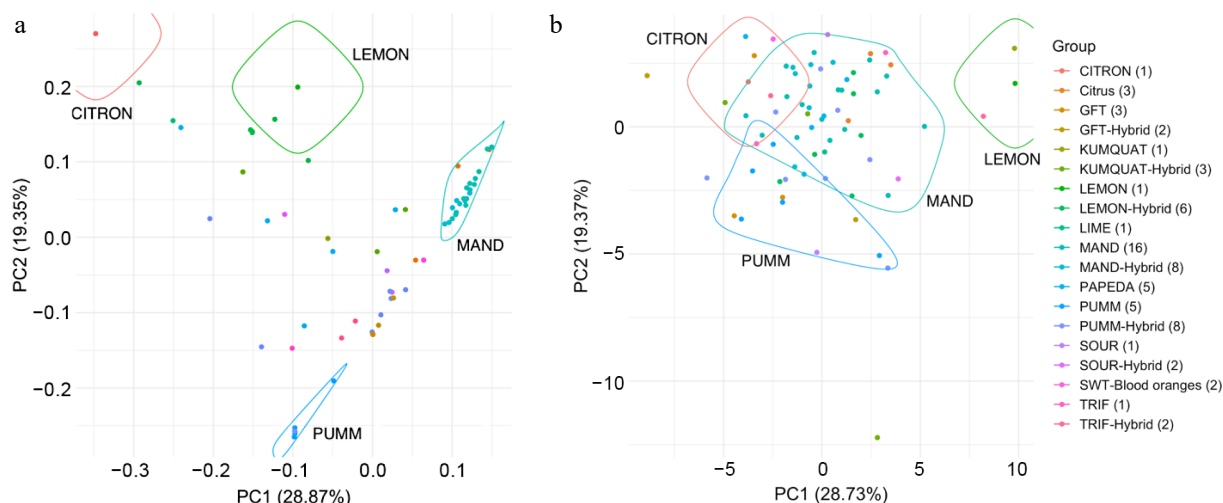 a
CITRON
LEMON
MAND
PUMM
0.2
0.1
0.0
−0.1
−0.2
PC2 (19.35%)
−0.3
−0.2
−0.1
0.0
0.1
PC1 (28.87%)
b
CITRON
LEMON
MAND
PUMM
0
−5
−10
PC2 (19.37%)
−5
0
5
10
PC1 (28.73%)
Group
CITRON (1)
Citrus (3)
GFT (3)
GFT-Hybrid (2)
KUMQUAT (1)
KUMQUAT-Hybrid (3)
LEMON (1)
LEMON-Hybrid (6)
LIME (1)
MAND (16)
MAND-Hybrid (8)
PAPEDA (5)
PUMM (5)
PUMM-Hybrid (8)
SOUR (1)
SOUR-Hybrid (2)
SWT-Blood oranges (2)
TRIF (1)
TRIF-Hybrid (2)